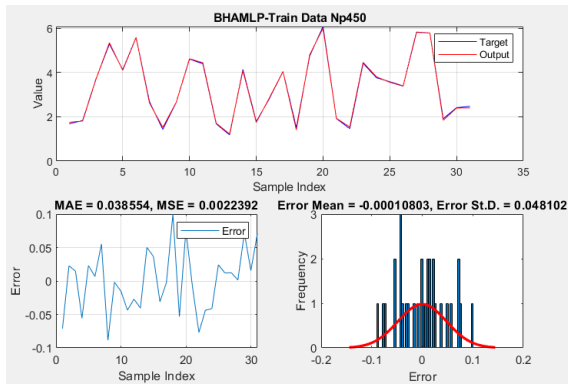 BHAMLP-Train Data Np450
6
4
2
0
Value
Target
Output
0 5 10 15 20 25 30 35
Sample Index
MAE = 0.038554, MSE = 0.0022392
0.1
0.05
0
-0.05
-0.1
Error
Error
0 10 20 30
Sample Index
Error Mean = -0.00010803, Error St.D. = 0.048102
3
2
1
0
Frequency
-0.2 -0.1 0 0.1 0.2
Error